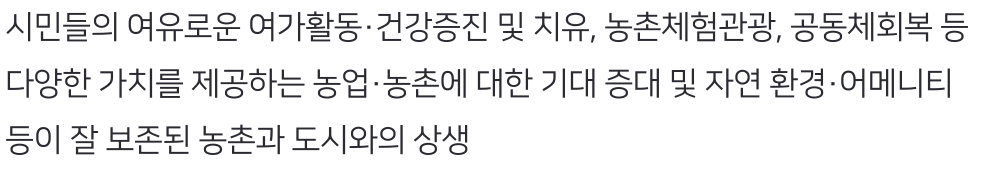 시민들의 여유로운 여가활동·건강증진 및 치유, 농촌체험관광, 공동체회복 등
다양한 가치를 제공하는 농업·농촌에 대한 기대 증대 및 자연 환경·어메니티
등이 잘 보존된 농촌과 도시와의 상생